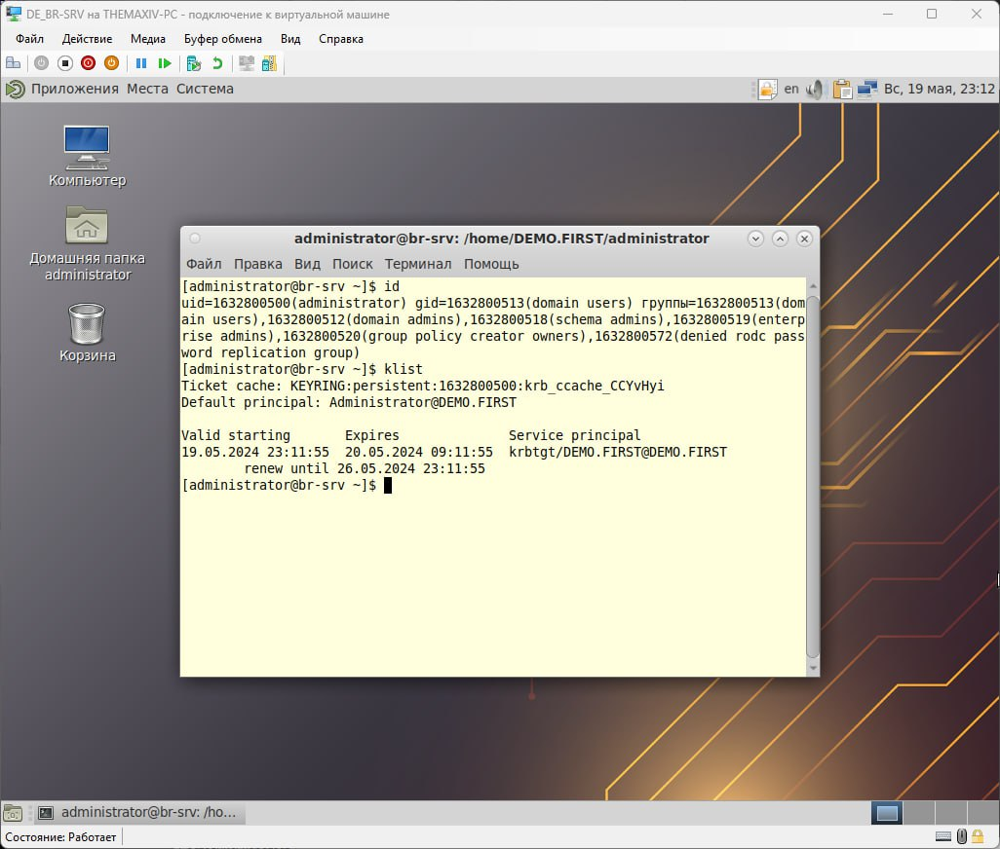 DE_BR-SRV на THEMAXIV-PC - подключение к виртуальной машине
Файл Действие Медиа Буфер обмена Вид Справка
Приложения Места Система en Вс, 19 мая, 23:12
Компьютер
Домашняя папка
administrator
Корзина
administrator@br-srv: /home/DEMO.FIRST/administrator
Файл Правка Вид Поиск Терминал Помощь
[administrator@br-srv ~]$ id
uid=1632800500(administrator) gid=1632800513(domain users) группы=1632800513(dom
ain users),1632800512(domain admins),1632800518(schema admins),1632800519(enterp
rise admins),1632800520(group policy creator owners),1632800572(denied rodc pass
word replication group)
[administrator@br-srv ~]$ klist
Ticket cache: KEYRING:persistent:1632800500:krb_ccache_CCYvHyi
Default principal: Administrator@DEMO.FIRST
Valid starting       Expires              Service principal
19.05.2024 23:11:55  20.05.2024 09:11:55  krbtgt/DEMO.FIRST@DEMO.FIRST
renew until 26.05.2024 23:11:55
[administrator@br-srv ~]$
administrator@br-srv: /ho...
Состояние: Работает